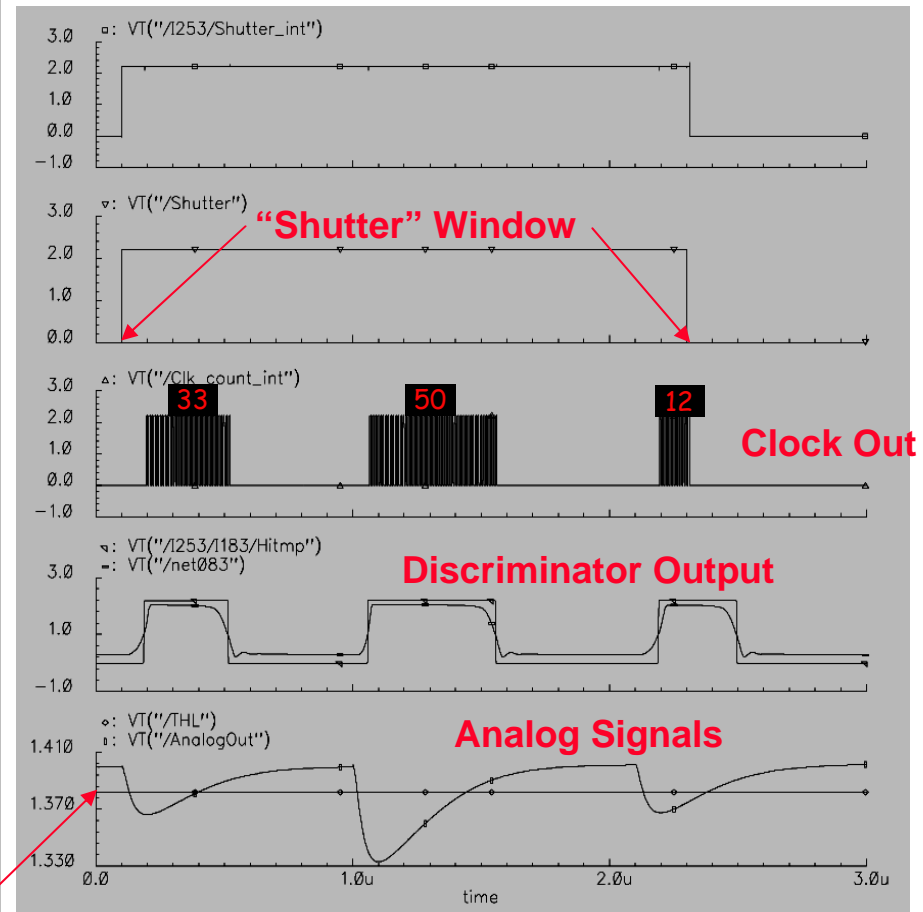 ▫: VT("/I253/Shutter_int")
3.0
2.0
1.0
0.0
-1.0
▿: VT("/Shutter")
3.0
“Shutter” Window
2.0
1.0
0.0
▵: VT("/Clk_count_int")
3.0
33
50
12
2.0
1.0
Clock Out
0.0
-1.0
VT("/I253/I183/Hitmp")
-: VT("/net083")
3.0
Discriminator Output
1.0
-1.0
⋄: VT("/THL")
▯: VT("/AnalogOut")
Analog Signals
1.410
1.370
1.330
0.0 1.0u 2.0u 3.0u
time